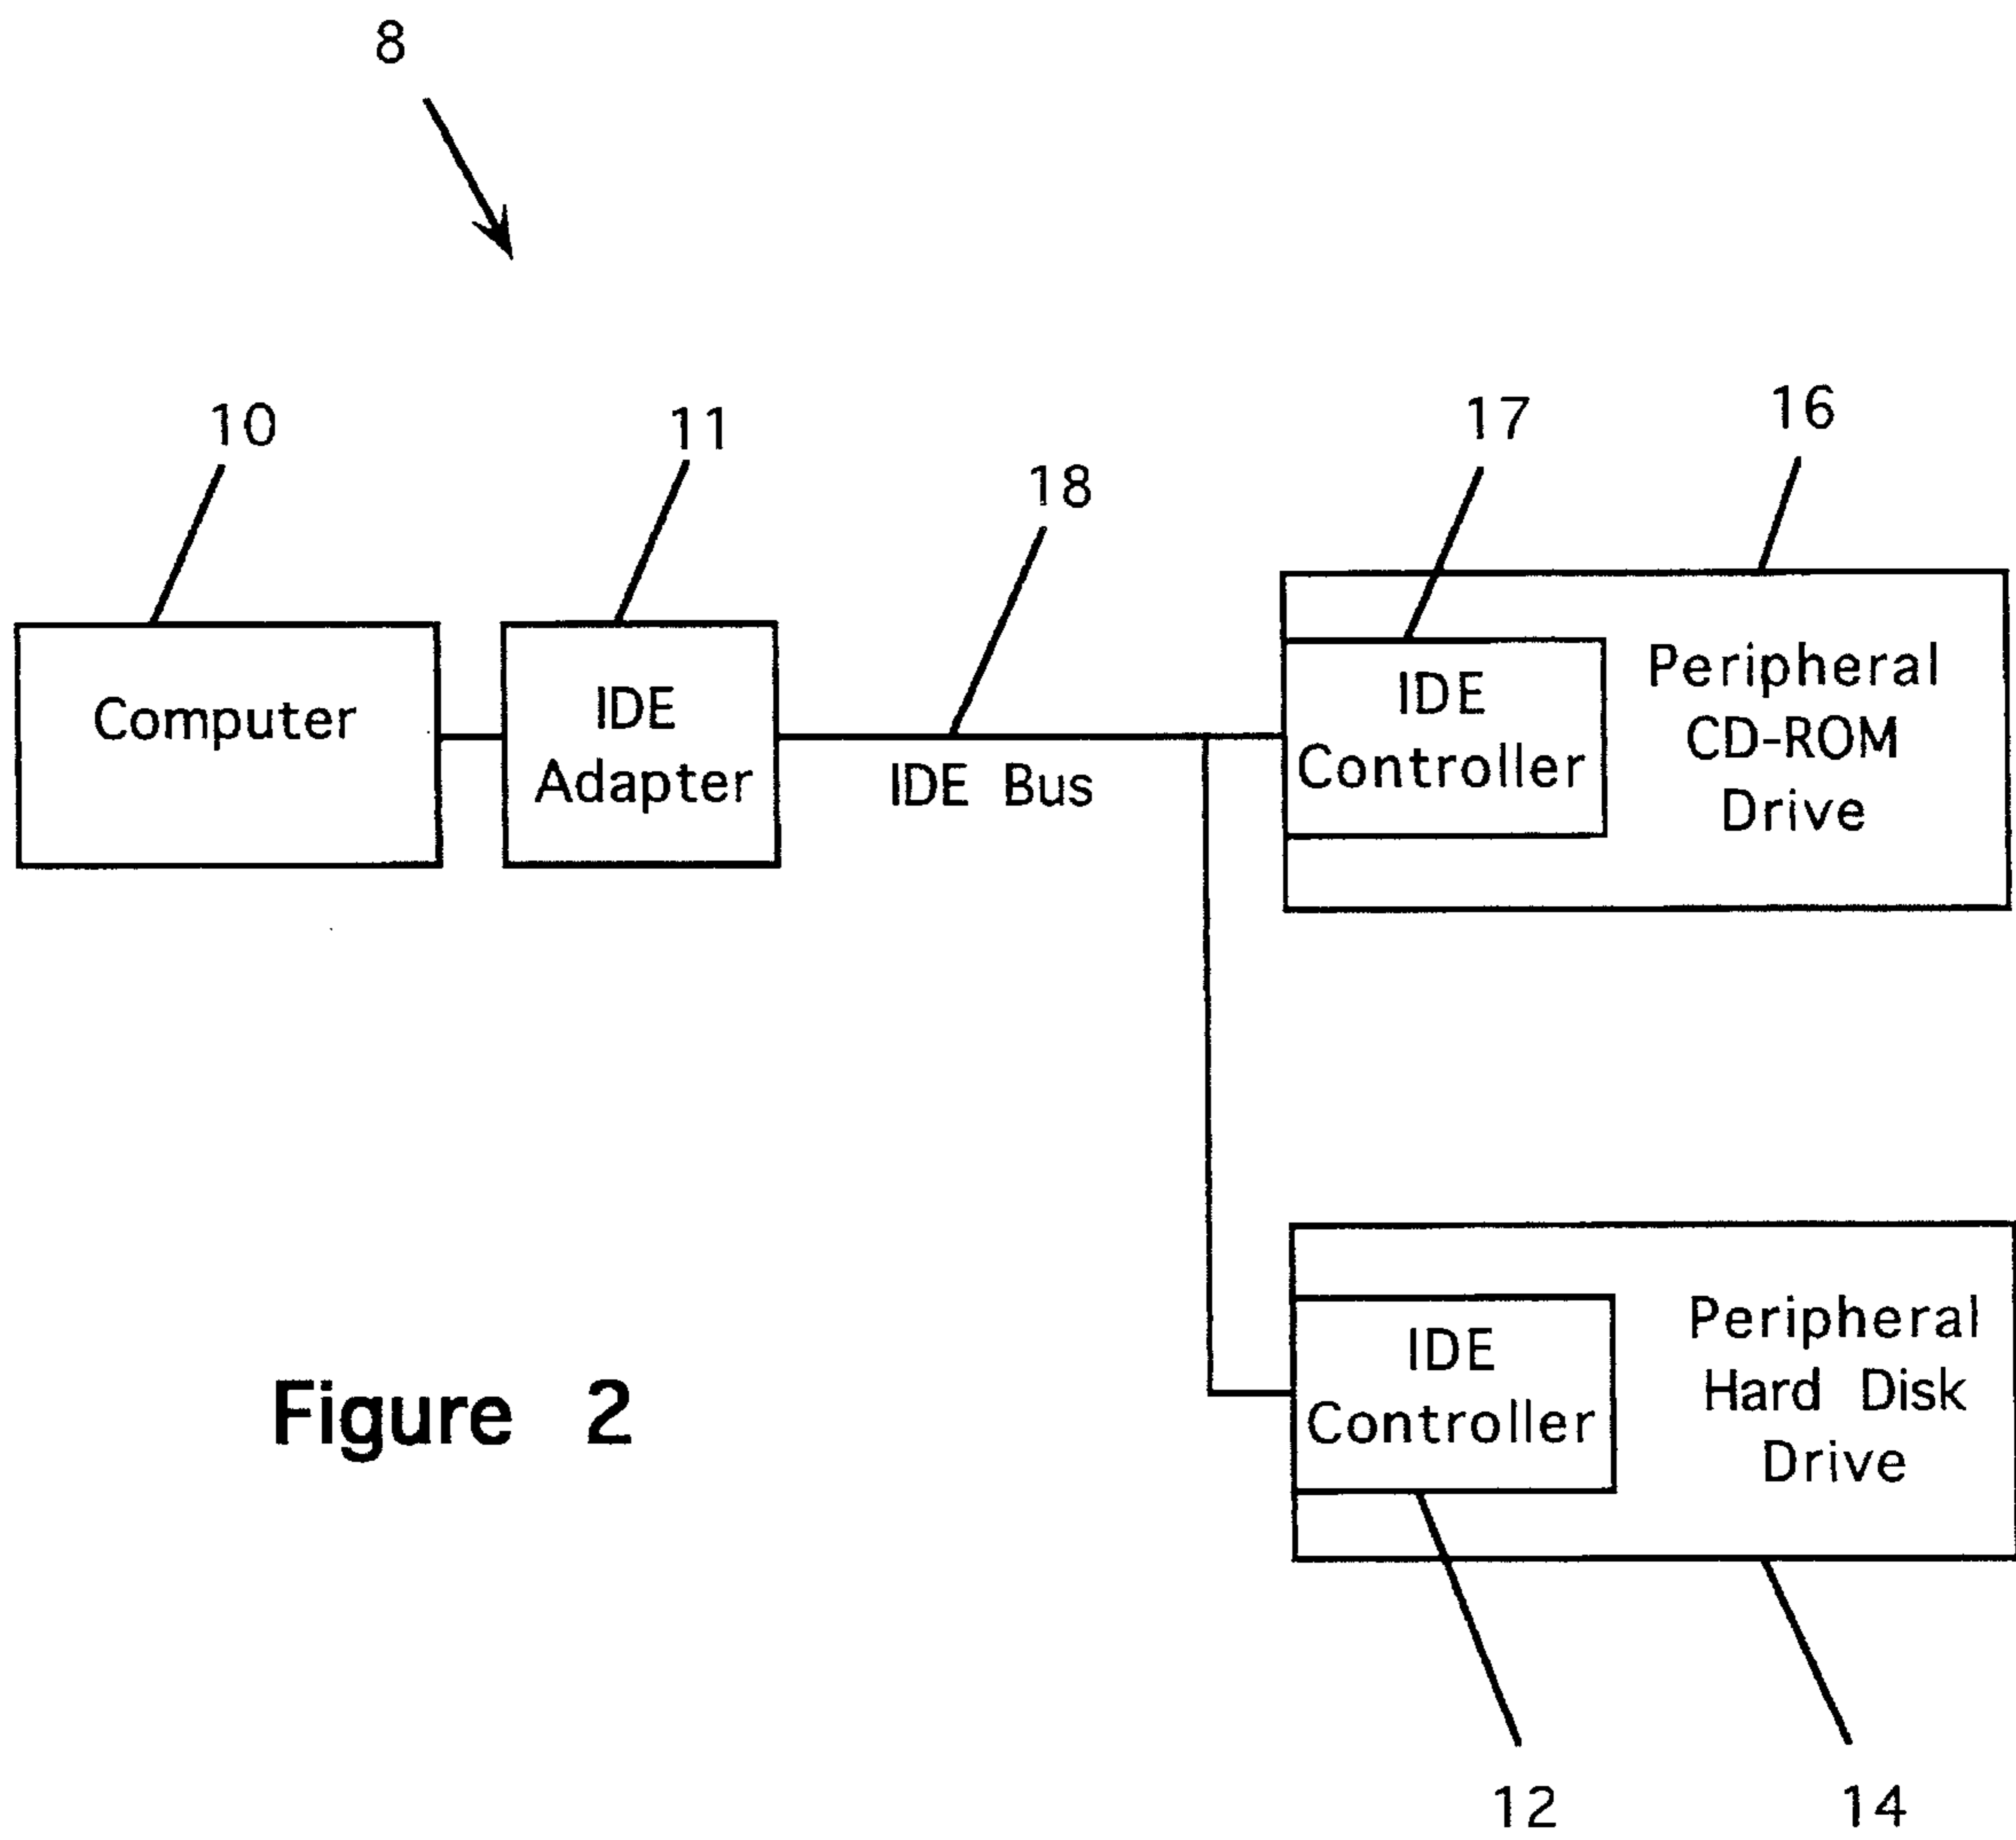 8
10
11
18
17
16
Computer
IDE
Adapter
IDE Bus
IDE
Controller
Peripheral
CD-ROM
Drive
IDE
Controller
Peripheral
Hard Disk
Drive
Figure 2
12
14